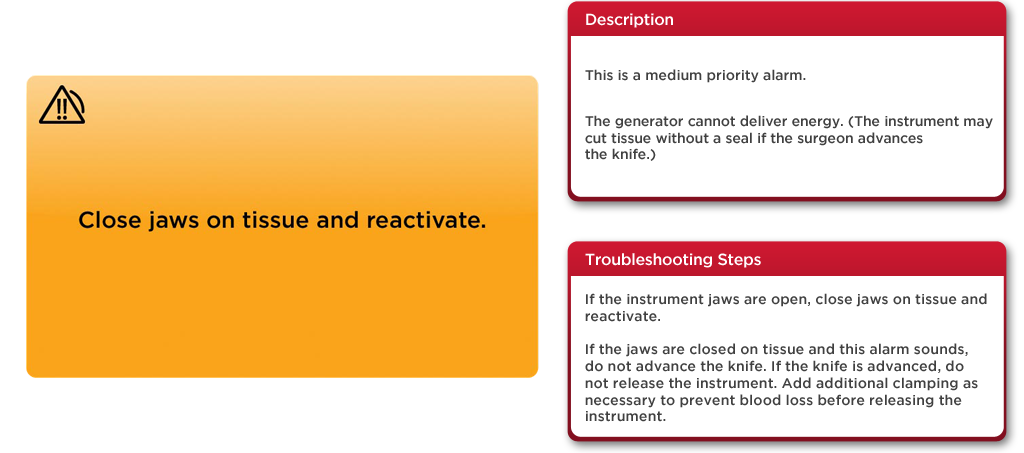 !!
Close jaws on tissue and reactivate.
Description
This is a medium priority alarm.
The generator cannot deliver energy. (The instrument may
cut tissue without a seal if the surgeon advances
the knife.)
Troubleshooting Steps
If the instrument jaws are open, close jaws on tissue and
reactivate.
If the jaws are closed on tissue and this alarm sounds,
do not advance the knife. If the knife is advanced, do
not release the instrument. Add additional clamping as
necessary to prevent blood loss before releasing the
instrument.